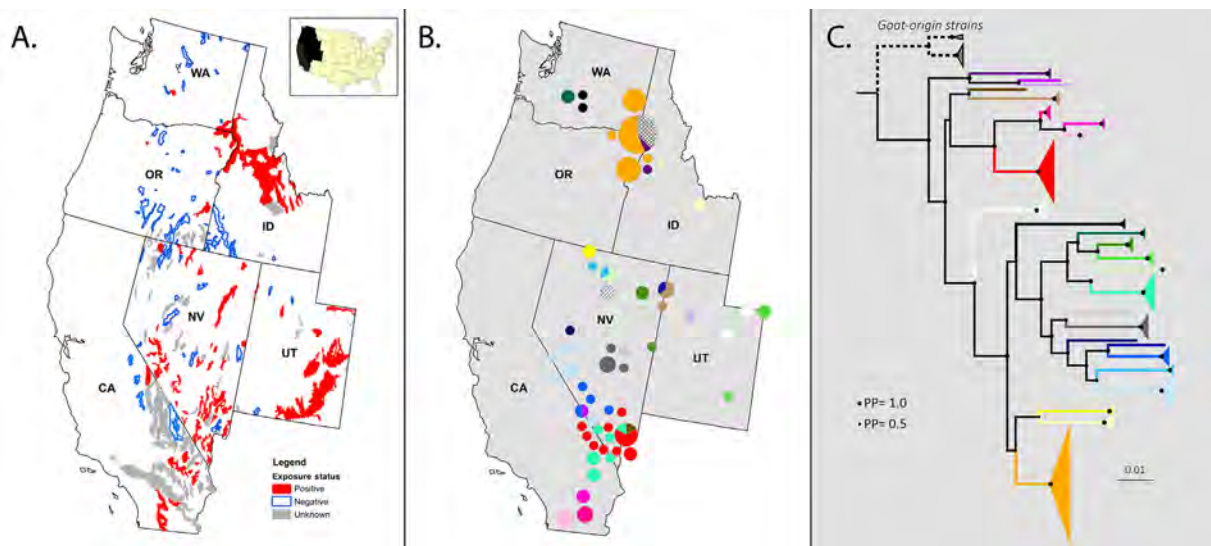 A.
WA
OR
ID
NV
UT
CA
Legend
Exposure status
Positive
Negative
Unknown
B.
WA
OR
ID
NV
UT
CA
C.
Goat-origin strains
PP= 1.0
PP= 0.5
0.01